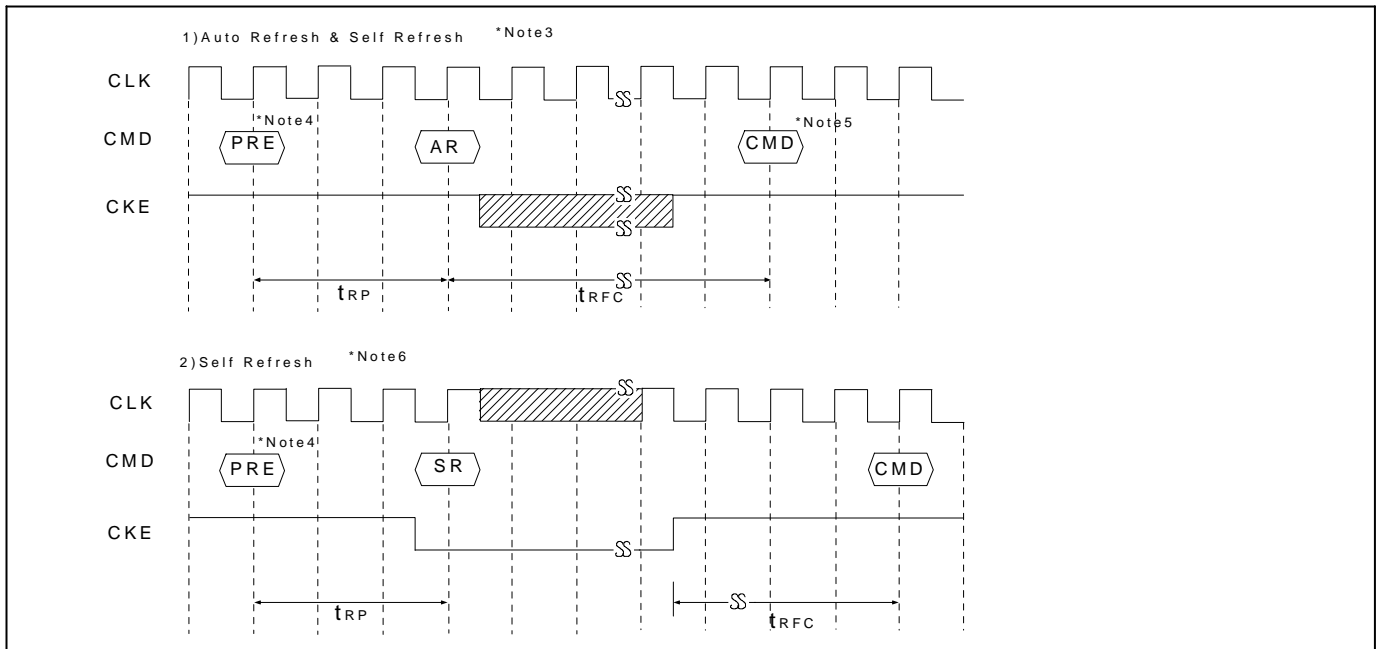 1)Auto Refresh & Self Refresh *Note3
CLK
*Note4 *Note5
CMD PRE AR CMD
CKE
tRP tRFC
2)Self Refresh *Note6
CLK
*Note4
CMD PRE SR CMD
CKE
tRP tRFC